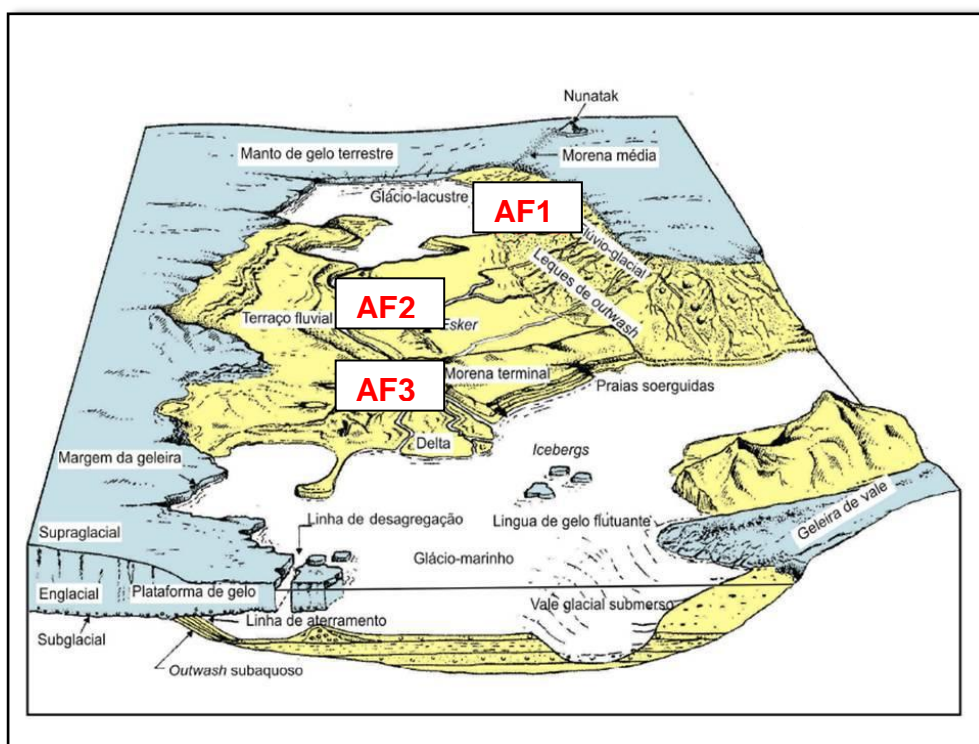 Nunatak
Manto de gelo terrestre
Morena média
Glácio-lacustre
AF1
flúvio-glacial
Leques de outwash
AF2
Terraço fluvial
Esker
AF3
Morena terminal
Praias soerguidas
Delta
Icebergs
Margem da geleira
Linha de desagregação
Lingua de gelo flutuante
Geleira de vale
Supraglacial
Glácio-marinho
Englacial
Plataforma de gelo
Vale glacial submerso
Linha de aterramento
Subglacial
Outwash subaquoso